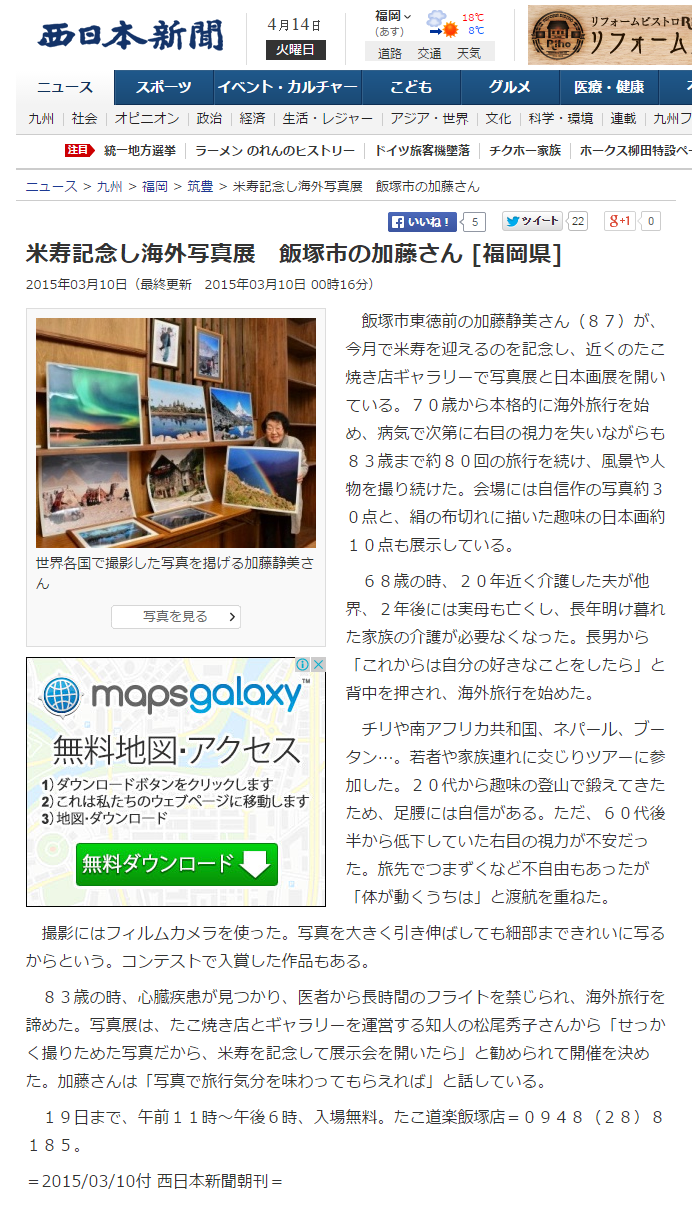 西日本新聞
4月14日
火曜日
福岡
(あす)
18℃
8℃
道路 交通 天気
リフォームビストロR
Riho
リフォーム
ニュース スポーツ イベント・カルチャー こども グルメ 医療・健康
九州 社会 オピニオン 政治 経済 生活・レジャー アジア・世界 文化 科学・環境 連載 九州フ
注目 統一地方選挙 ラーメン のれんのヒストリー ドイツ旅客機墜落 チクホー家族 ホークス柳田特設ペー
ニュース > 九州 > 福岡 > 筑豊 > 米寿記念し海外写真展　飯塚市の加藤さん
いいね！ 5 ツイート 22 g+1 0
米寿記念し海外写真展　飯塚市の加藤さん [福岡県]
2015年03月10日（最終更新　2015年03月10日 00時16分）
世界各国で撮影した写真を掲げる加藤静美さ
ん
写真を見る
mapsgalaxy™
無料地図・アクセス
1）ダウンロードボタンをクリックします
2）これは私たちのウェブページに移動します
3）地図・ダウンロード
無料ダウンロード
　飯塚市東徳前の加藤静美さん（８７）が、
今月で米寿を迎えるのを記念し、近くのたこ
焼き店ギャラリーで写真展と日本画展を開い
ている。７０歳から本格的に海外旅行を始
め、病気で次第に右目の視力を失いながらも
８３歳まで約８０回の旅行を続け、風景や人
物を撮り続けた。会場には自信作の写真約３
０点と、絹の布切れに描いた趣味の日本画約
１０点も展示している。
　６８歳の時、２０年近く介護した夫が他
界、２年後には実母も亡くし、長年明け暮れ
た家族の介護が必要なくなった。長男から
「これからは自分の好きなことをしたら」と
背中を押され、海外旅行を始めた。
　チリや南アフリカ共和国、ネパール、ブー
タン…。若者や家族連れに交じりツアーに参
加した。２０代から趣味の登山で鍛えてきた
ため、足腰には自信がある。ただ、６０代後
半から低下していた右目の視力が不安だっ
た。旅先でつまずくなど不自由もあったが
「体が動くうちは」と渡航を重ねた。
　撮影にはフィルムカメラを使った。写真を大きく引き伸ばしても細部まできれいに写る
からという。コンテストで入賞した作品もある。
　８３歳の時、心臓疾患が見つかり、医者から長時間のフライトを禁じられ、海外旅行を
諦めた。写真展は、たこ焼き店とギャラリーを運営する知人の松尾秀子さんから「せっか
く撮りためた写真だから、米寿を記念して展示会を開いたら」と勧められて開催を決め
た。加藤さんは「写真で旅行気分を味わってもらえれば」と話している。
　１９日まで、午前１１時～午後６時、入場無料。たこ道楽飯塚店＝０９４８（２８）８
１８５。
＝2015/03/10付 西日本新聞朝刊＝